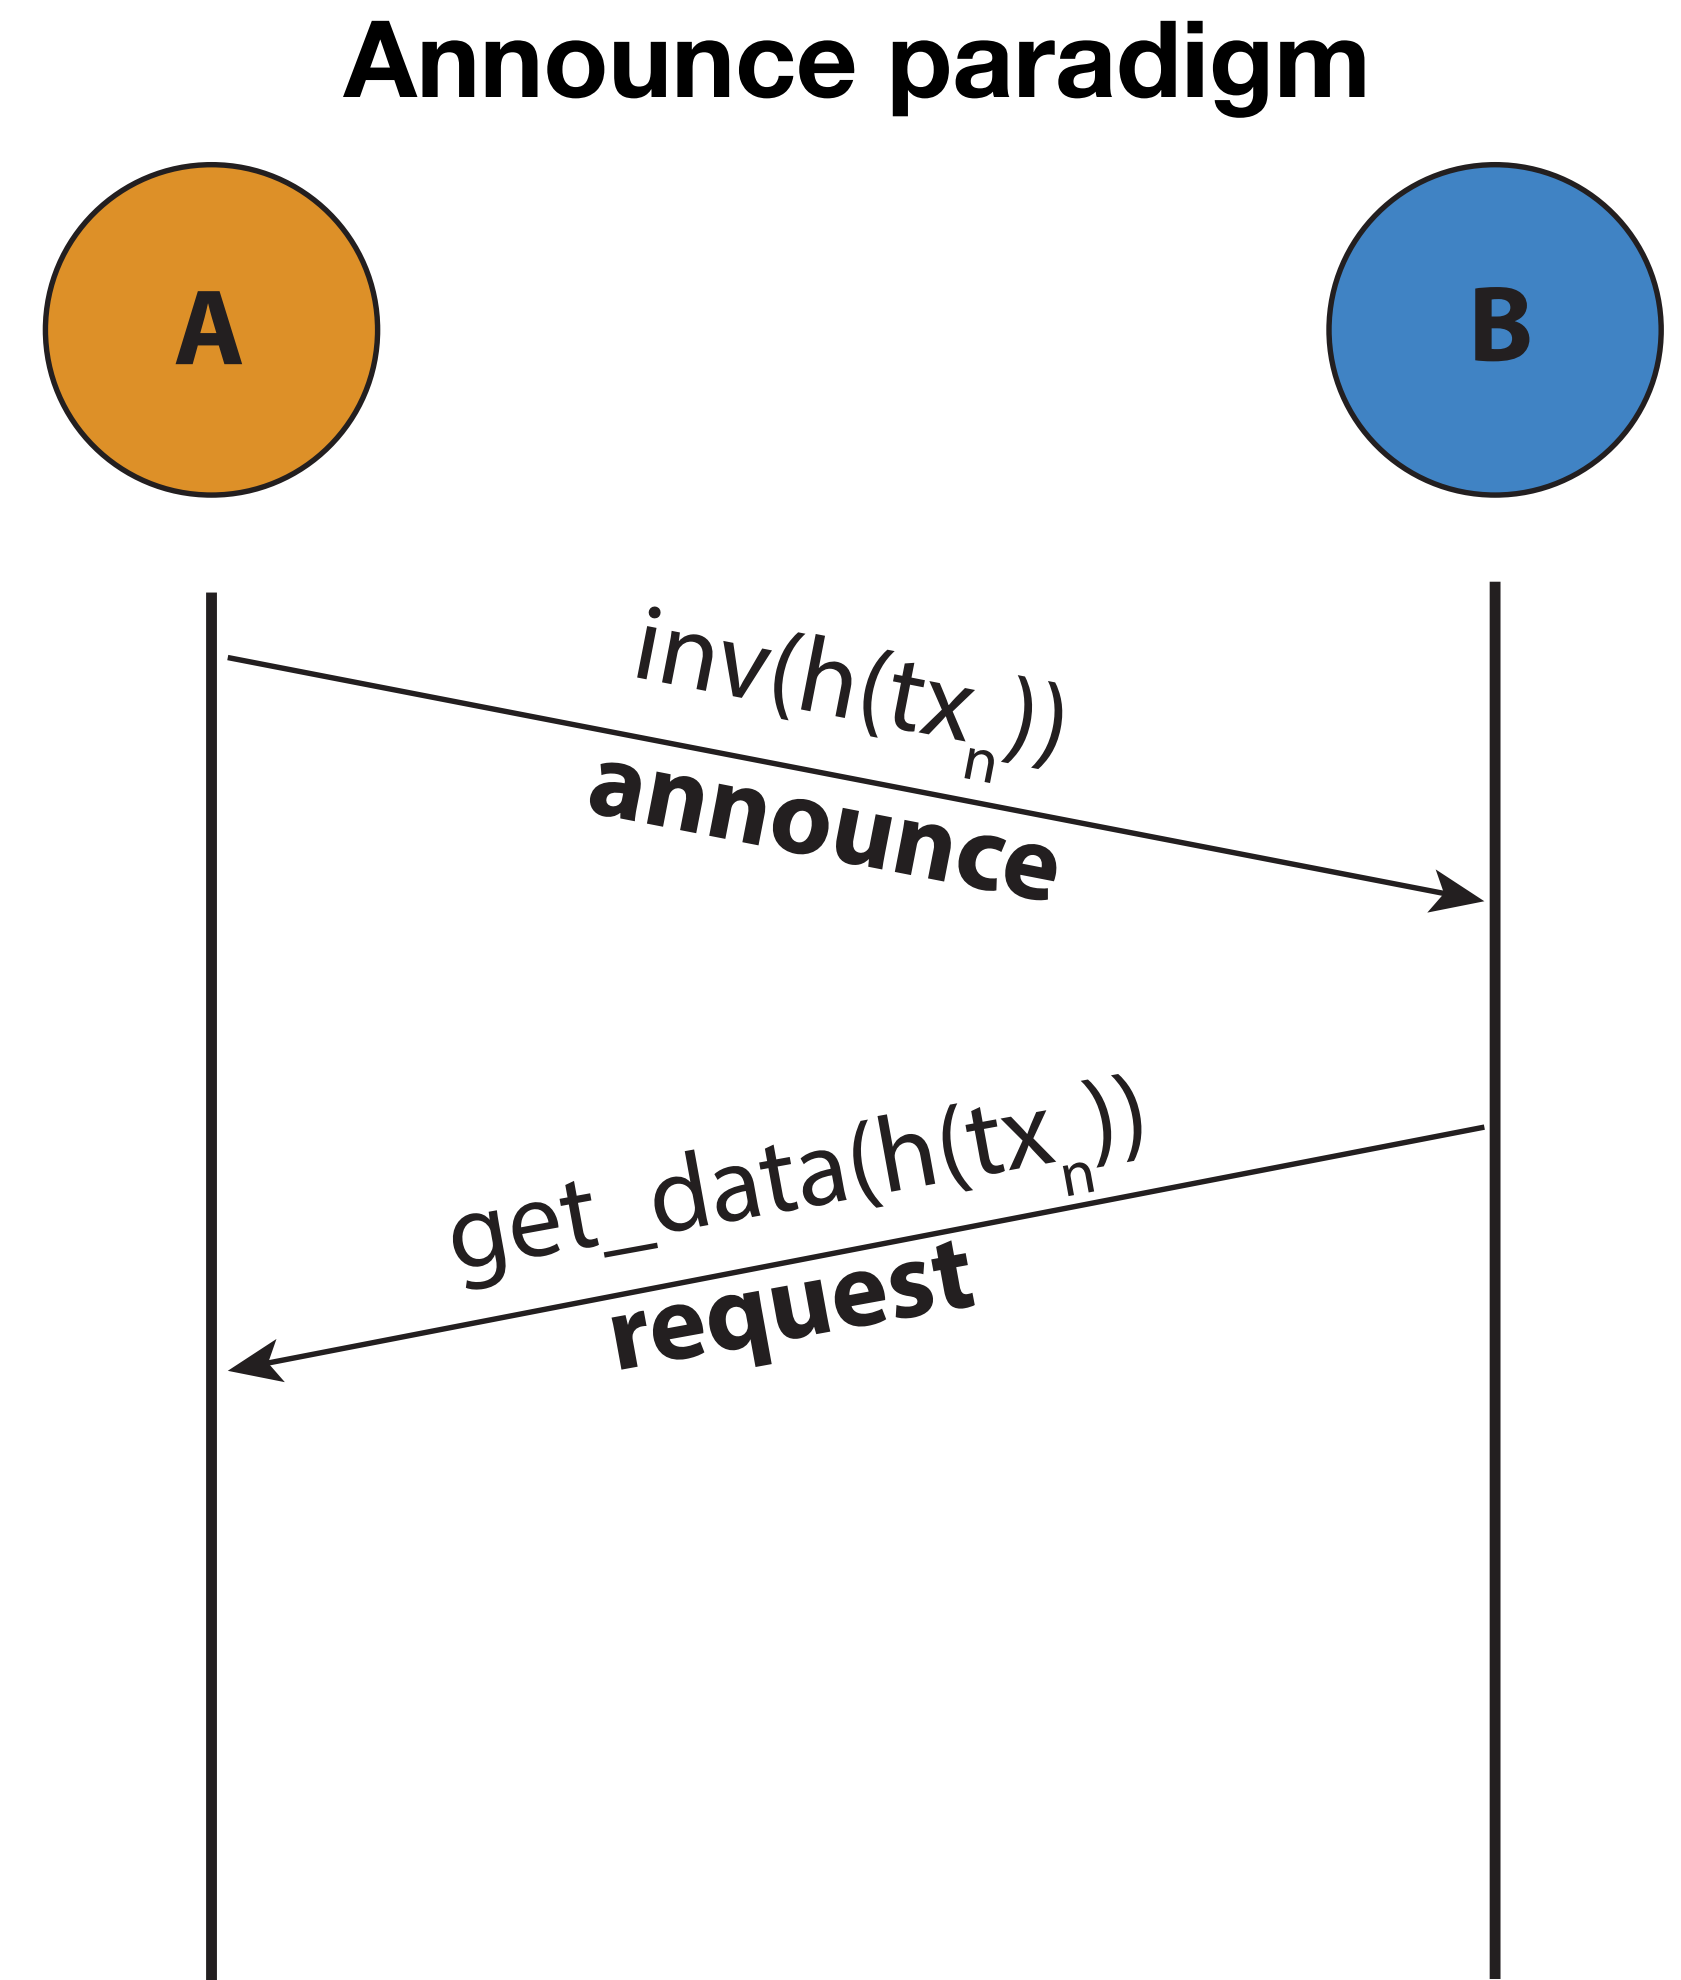 Announce paradigm
A
B
inv(h(txₙ))
announce
get_data(h(txₙ))
request